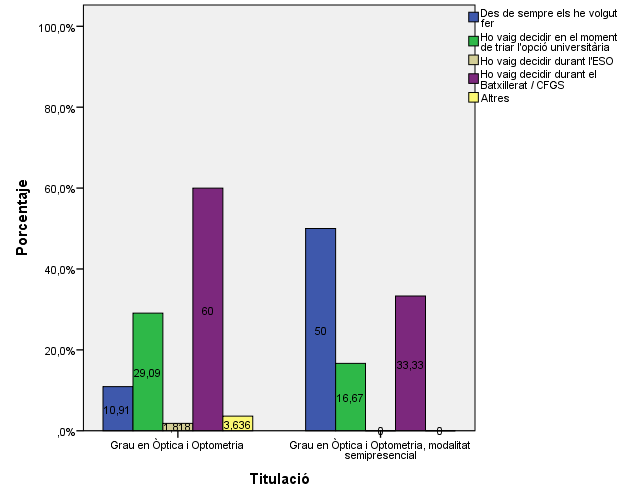 100,0%
80,0%
60,0%
40,0%
20,0%
,0%
Porcentaje
10,91
29,09
1,818
60
3,636
50
16,67
0
33,33
0
Grau en Òptica i Optometria
Grau en Òptica i Optometria, modalitat
semipresencial
Titulació
Des de sempre els he volgut
fer
Ho vaig decidir en el moment
de triar l'opció universitària
Ho vaig decidir durant l'ESO
Ho vaig decidir durant el
Batxillerat / CFGS
Altres